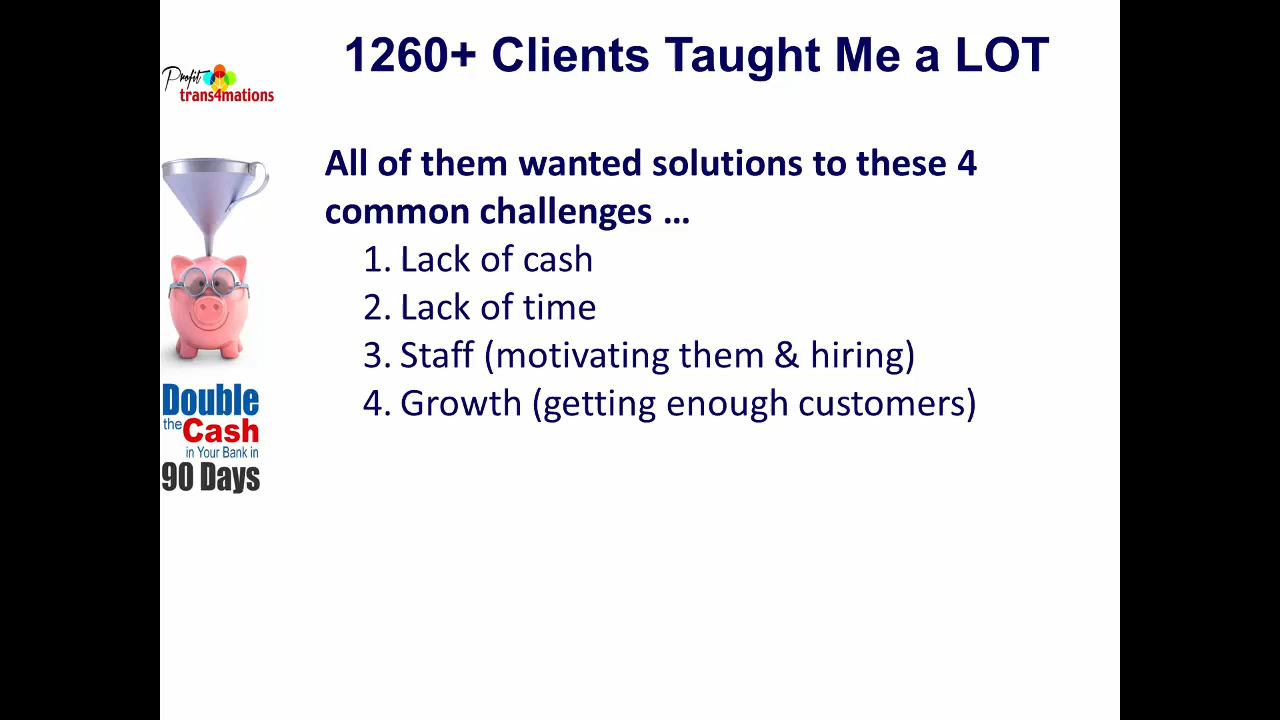 1260+ Clients Taught Me a LOT
Profit
trans4mations
All of them wanted solutions to these 4
common challenges ...
1. Lack of cash
2. Lack of time
3. Staff (motivating them & hiring)
4. Growth (getting enough customers)
Double
the Cash
in Your Bank in
90 Days